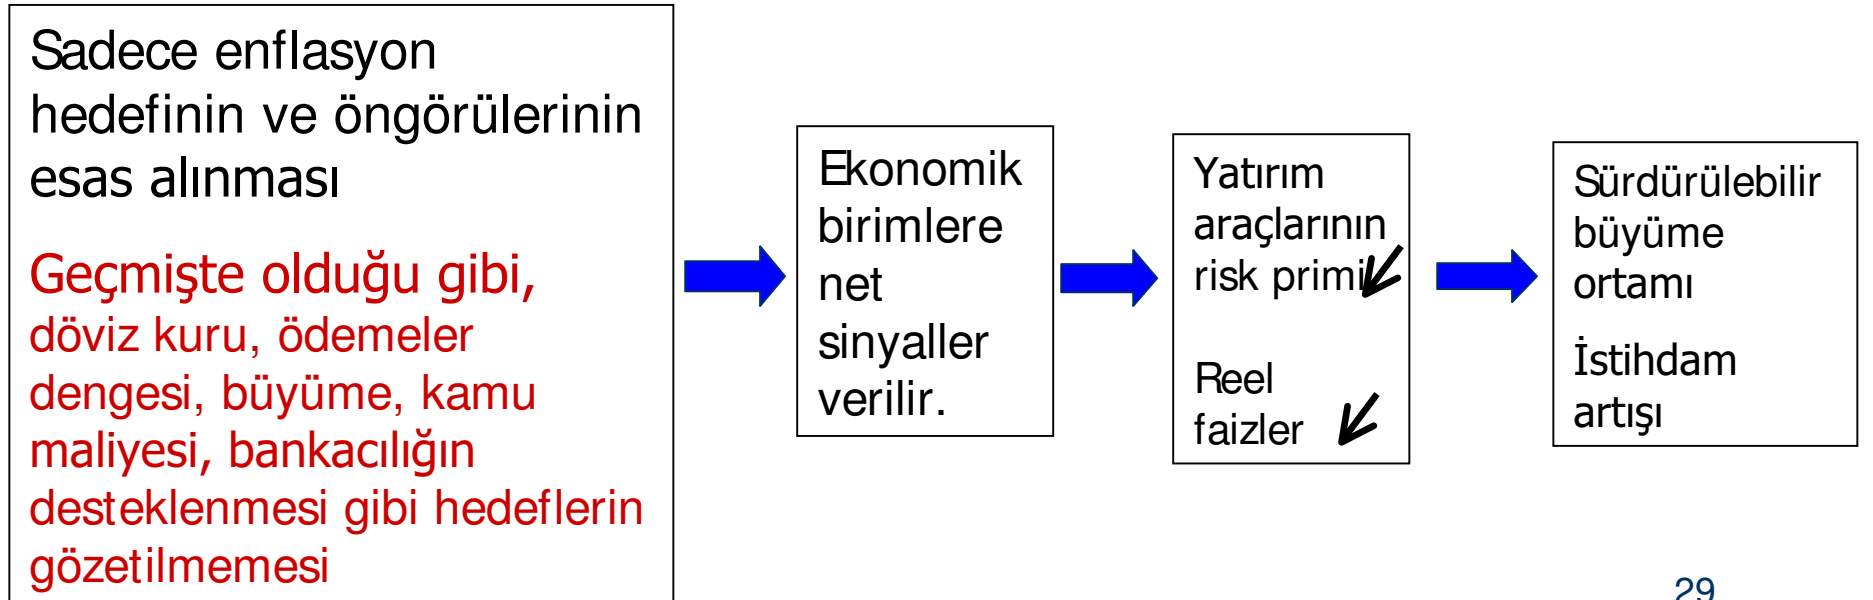 Sadece enflasyon
hedefinin ve öngörülerinin
esas alınması
Geçmişte olduğu gibi,
döviz kuru, ödemeler
dengesi, büyüme, kamu
maliyesi, bankacılığın
desteklenmesi gibi hedeflerin
gözetilmemesi
Ekonomik
birimlere
net
sinyaller
verilir.
Yatırım
araçlarının
risk primi
Reel
faizler
Sürdürülebilir
büyüme
ortamı
İstihdam
artışı
29